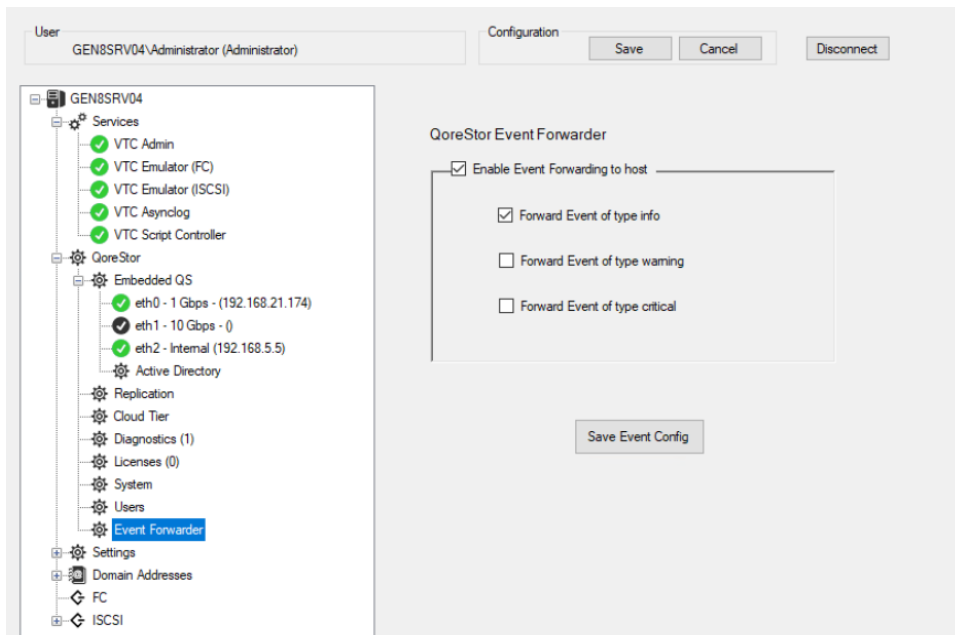 User
GEN8SRV04\Administrator (Administrator)
Configuration
Save
Cancel
Disconnect
GEN8SRV04
Services
VTC Admin
VTC Emulator (FC)
VTC Emulator (ISCSI)
VTC Asynclog
VTC Script Controller
QoreStor
Embedded QS
eth0 - 1 Gbps - (192.168.21.174)
eth1 - 10 Gbps - ()
eth2 - Internal (192.168.5.5)
Active Directory
Replication
Cloud Tier
Diagnostics (1)
Licenses (0)
System
Users
Event Forwarder
Settings
Domain Addresses
FC
ISCSI
QoreStor Event Forwarder
Enable Event Forwarding to host
Forward Event of type info
Forward Event of type warning
Forward Event of type critical
Save Event Config